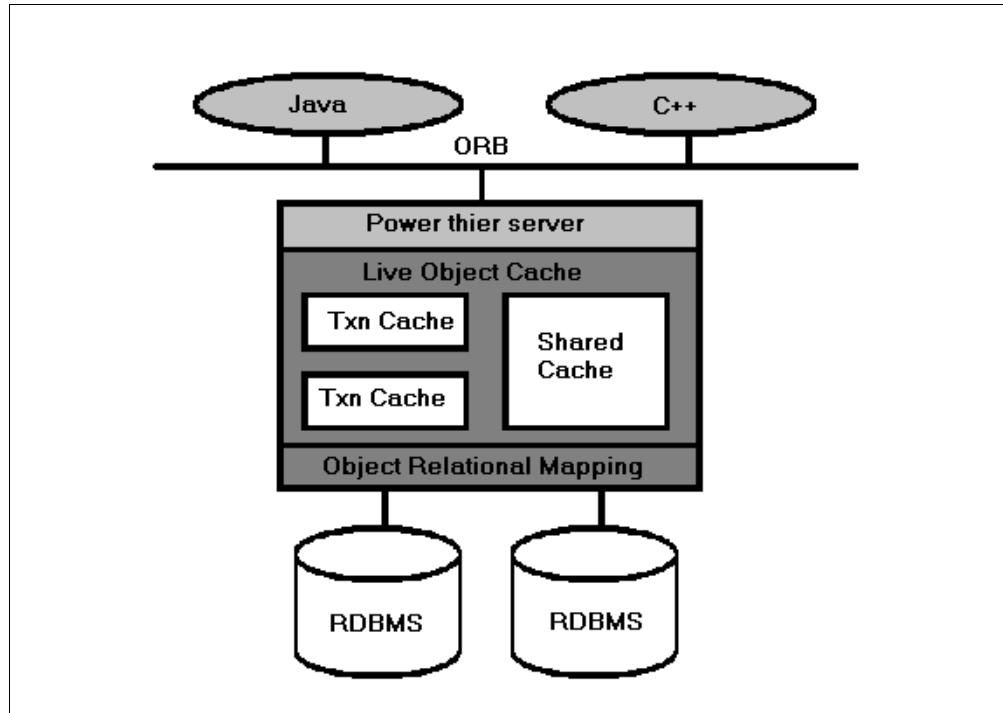 Java
C++
ORB
Power thier server
Live Object Cache
Txn Cache
Shared
Cache
Txn Cache
Object Relational Mapping
RDBMS
RDBMS